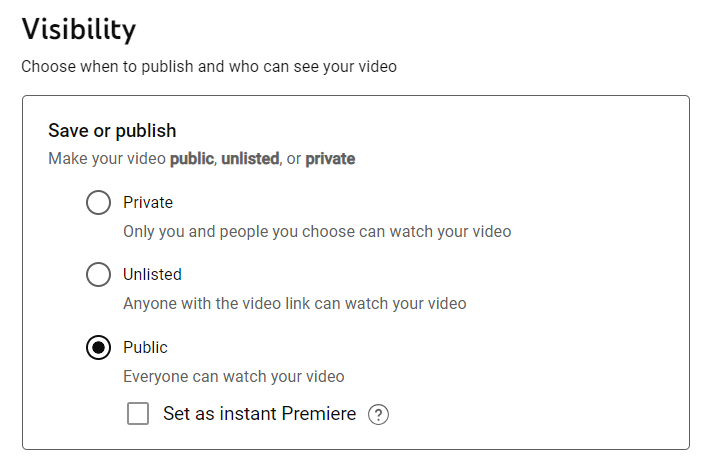 Visibility
Choose when to publish and who can see your video
Save or publish
Make your video public, unlisted, or private
Private
Only you and people you choose can watch your video
Unlisted
Anyone with the video link can watch your video
Public
Everyone can watch your video
Set as instant Premiere ?